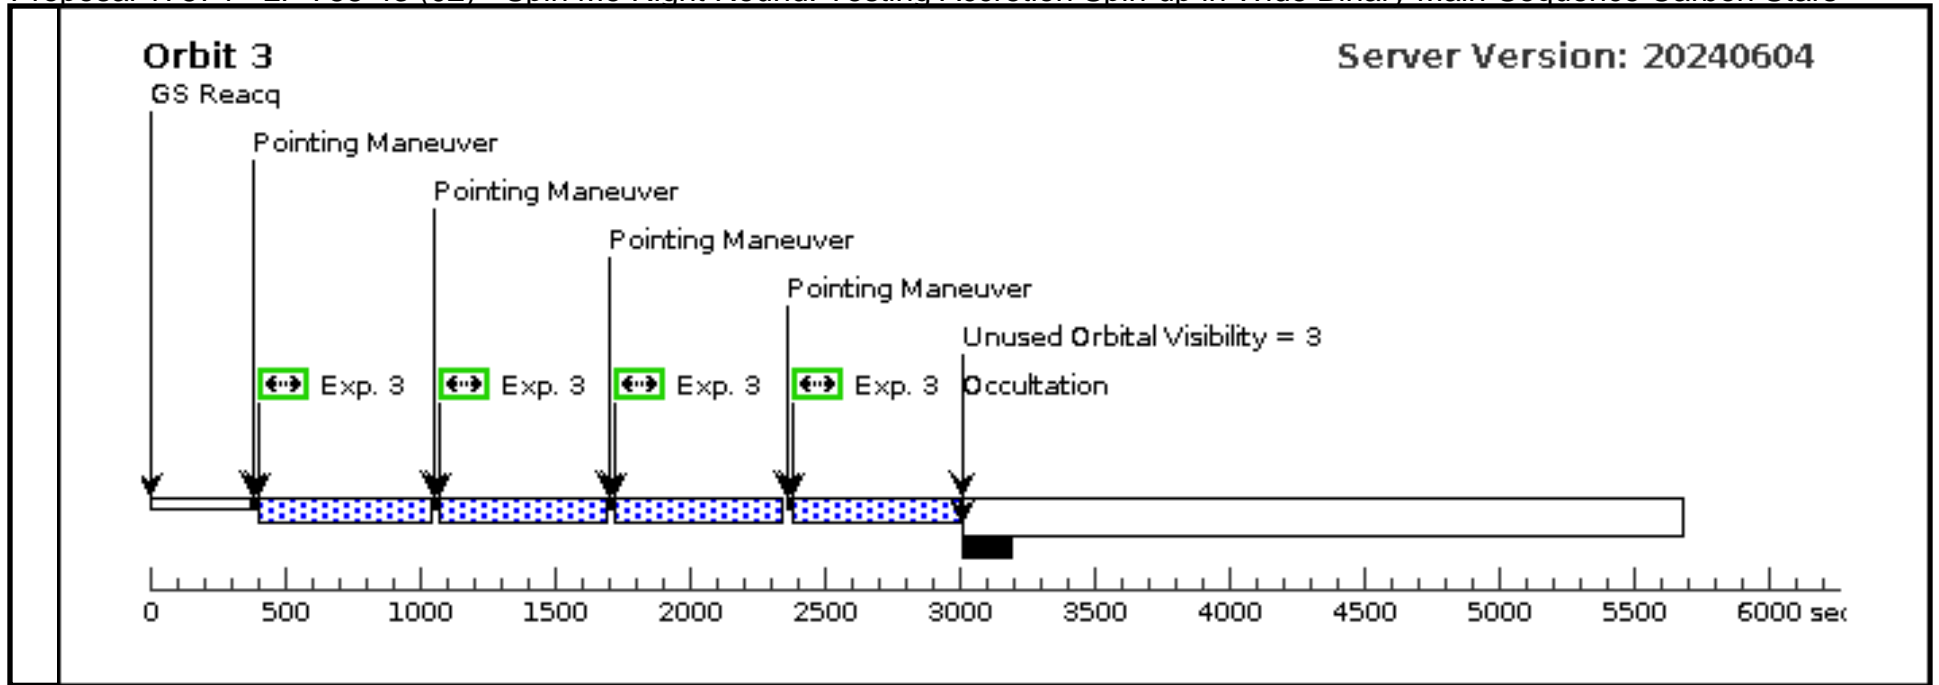 Orbit 3
Server Version: 20240604
GS Reacq
Pointing Maneuver
Pointing Maneuver
Pointing Maneuver
Pointing Maneuver
Unused Orbital Visibility = 3
Exp. 3 Exp. 3 Exp. 3 Exp. 3 Occultation
0 500 1000 1500 2000 2500 3000 3500 4000 4500 5000 5500 6000 sec